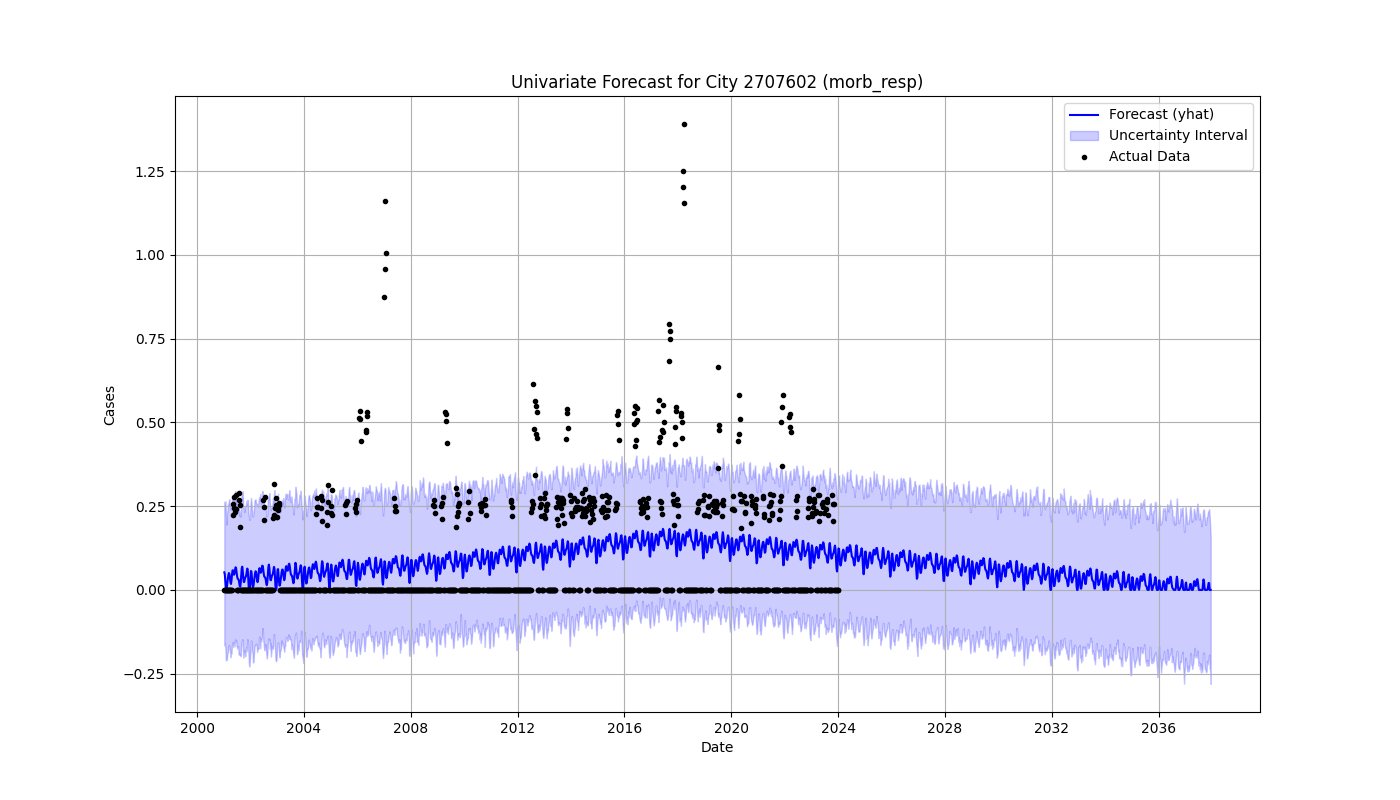 Univariate Forecast for City 2707602 (morb_resp)
Forecast (yhat)
Uncertainty Interval
Actual Data
Cases
1.25
1.00
0.75
0.50
0.25
0.00
−0.25
2000 2004 2008 2012 2016 2020 2024 2028 2032 2036
Date